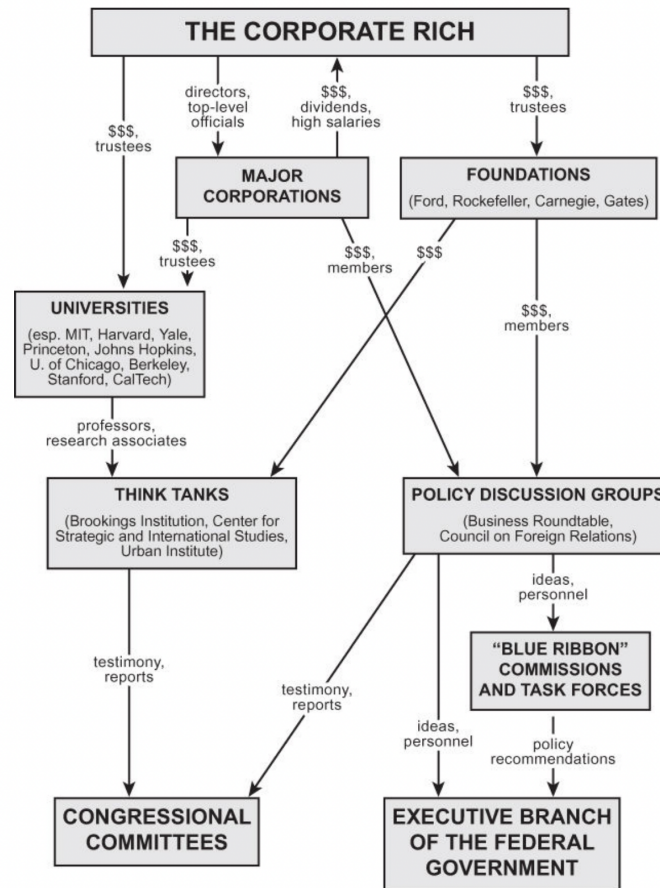 THE CORPORATE RICH
$$$,
trustees
directors,
top-level
officials
$$$,
dividends,
high salaries
$$$,
trustees
MAJOR
CORPORATIONS
FOUNDATIONS
(Ford, Rockefeller, Carnegie, Gates)
$$$,
trustees
$$$,
members
$$$
$$$,
members
UNIVERSITIES
(esp. MIT, Harvard, Yale,
Princeton, Johns Hopkins,
U. of Chicago, Berkeley,
Stanford, CalTech)
professors,
research associates
THINK TANKS
(Brookings Institution, Center for
Strategic and International Studies,
Urban Institute)
POLICY DISCUSSION GROUPS
(Business Roundtable,
Council on Foreign Relations)
ideas,
personnel
"BLUE RIBBON"
COMMISSIONS
AND TASK FORCES
testimony,
reports
testimony,
reports
ideas,
personnel
policy
recommendations
CONGRESSIONAL
COMMITTEES
EXECUTIVE BRANCH
OF THE FEDERAL
GOVERNMENT